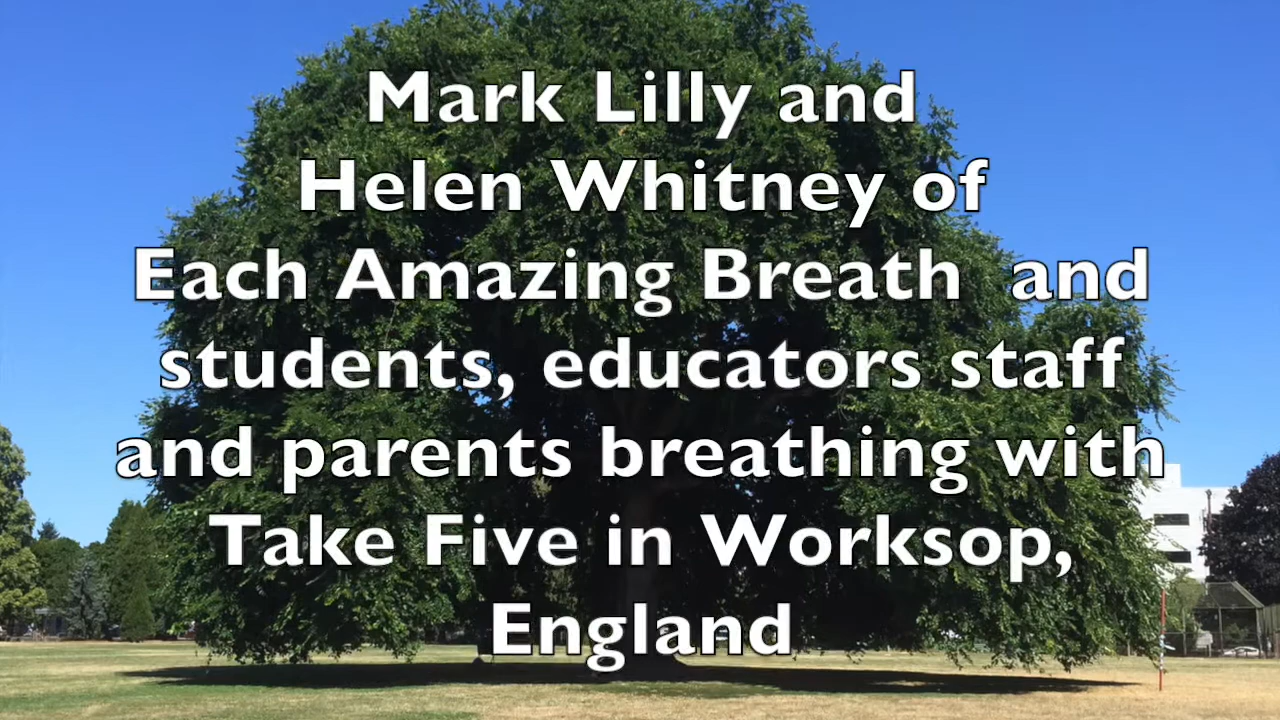 Mark Lilly and
Helen Whitney of
Each Amazing Breath  and
students, educators staff
and parents breathing with
Take Five in Worksop,
England